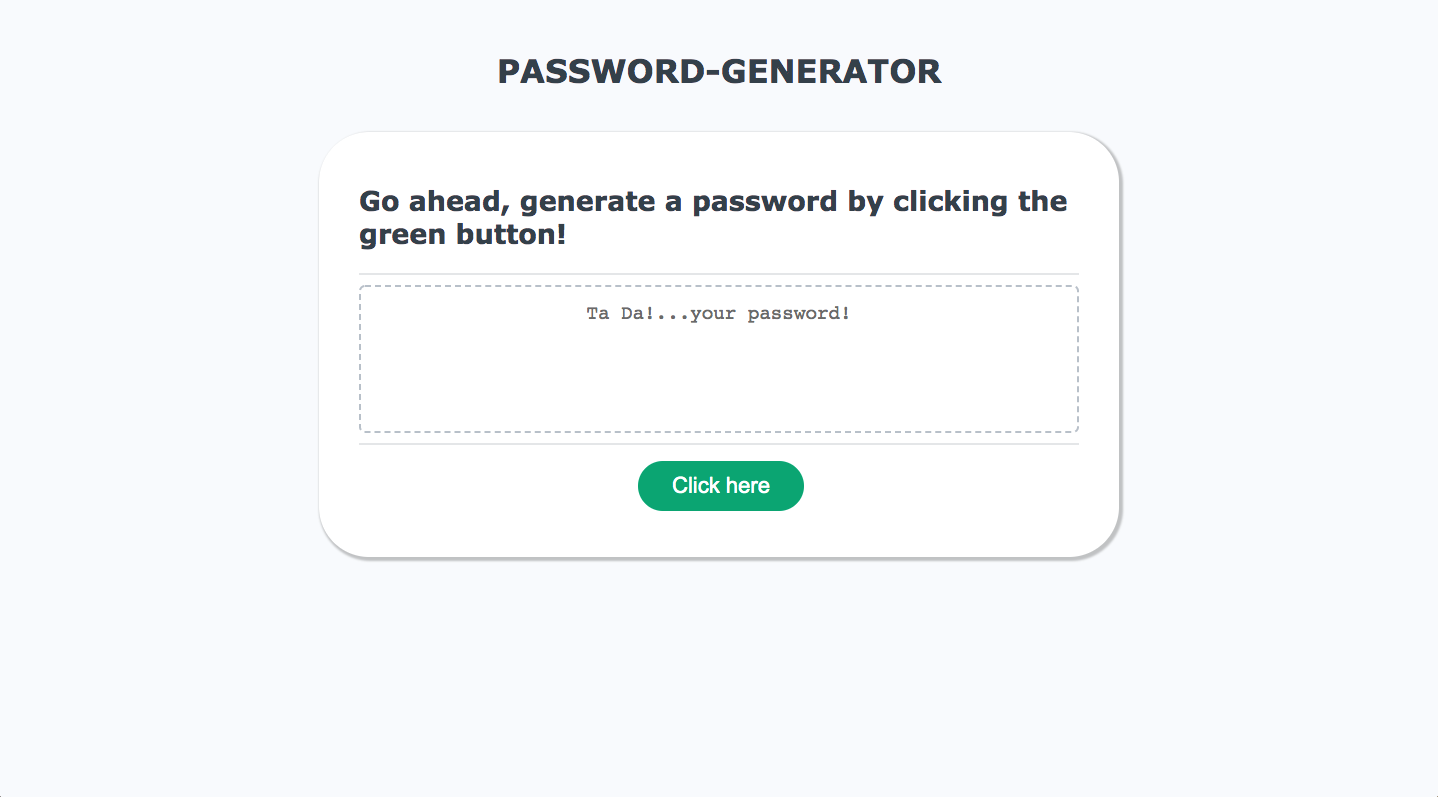 PASSWORD-GENERATOR
Go ahead, generate a password by clicking the
green button!
Ta Da!...your password!
Click here